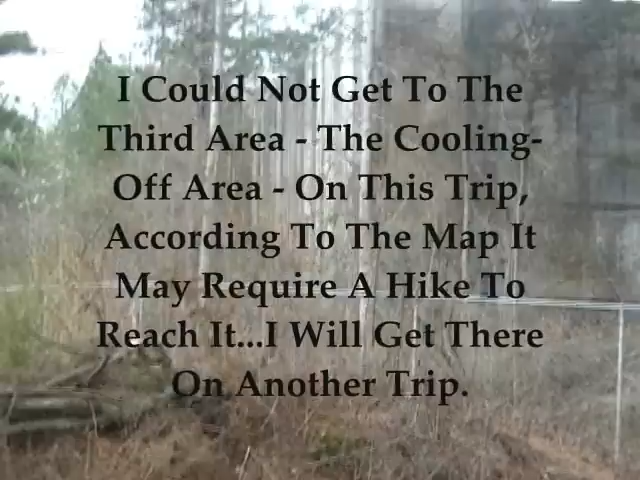 I Could Not Get To The
Third Area - The Cooling-
Off Area - On This Trip,
According To The Map It
May Require A Hike To
Reach It...I Will Get There
On Another Trip.